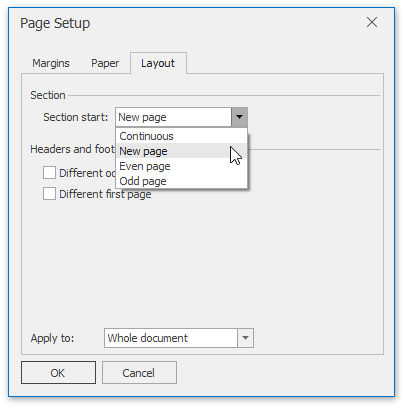 Page Setup
Margins Paper Layout
Section
Section start: New page
Continuous
Headers and foot New page
Even page
Different Odd page
Different first page
Apply to: Whole document
OK Cancel